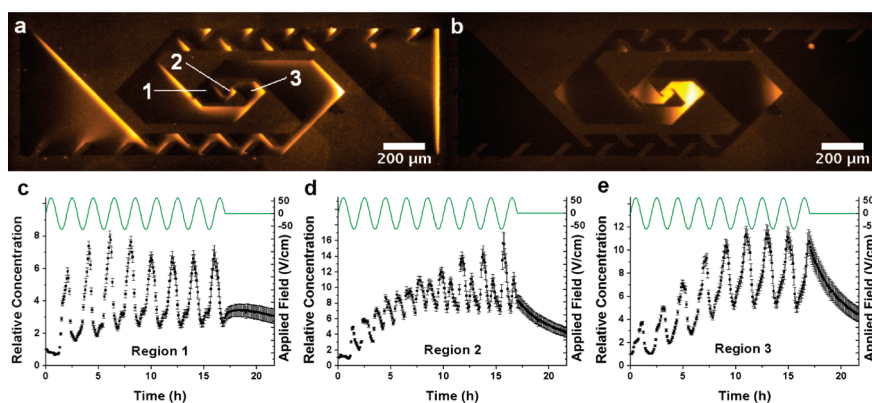 a
b
1
2
3
200 µm
200 µm
c
d
e
Relative Concentration
8
6
4
2
0
50
0
-50
Applied Field (V/cm)
Region 1
0
5
10
15
20
Time (h)
Relative Concentration
16
14
12
10
8
6
4
2
0
50
0
-50
Applied Field (V/cm)
Region 2
0
5
10
15
20
Time (h)
Relative Concentration
12
10
8
6
4
2
0
50
0
-50
Applied Field (V/cm)
Region 3
0
5
10
15
20
Time (h)